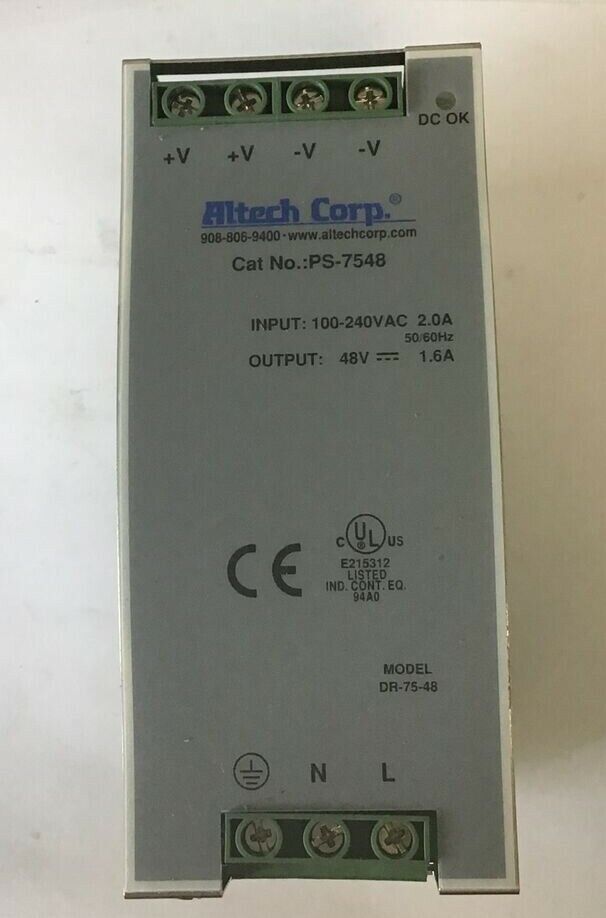 DC OK
+V +V -V -V
Altech Corp.®
908-806-9400·www.altechcorp.com
Cat No.:PS-7548
INPUT: 100-240VAC 2.0A
50/60Hz
OUTPUT: 48V ⎓ 1.6A
C UL ® US
E215312
LISTED
IND. CONT. EQ.
94A0
CE
MODEL
DR-75-48
N L